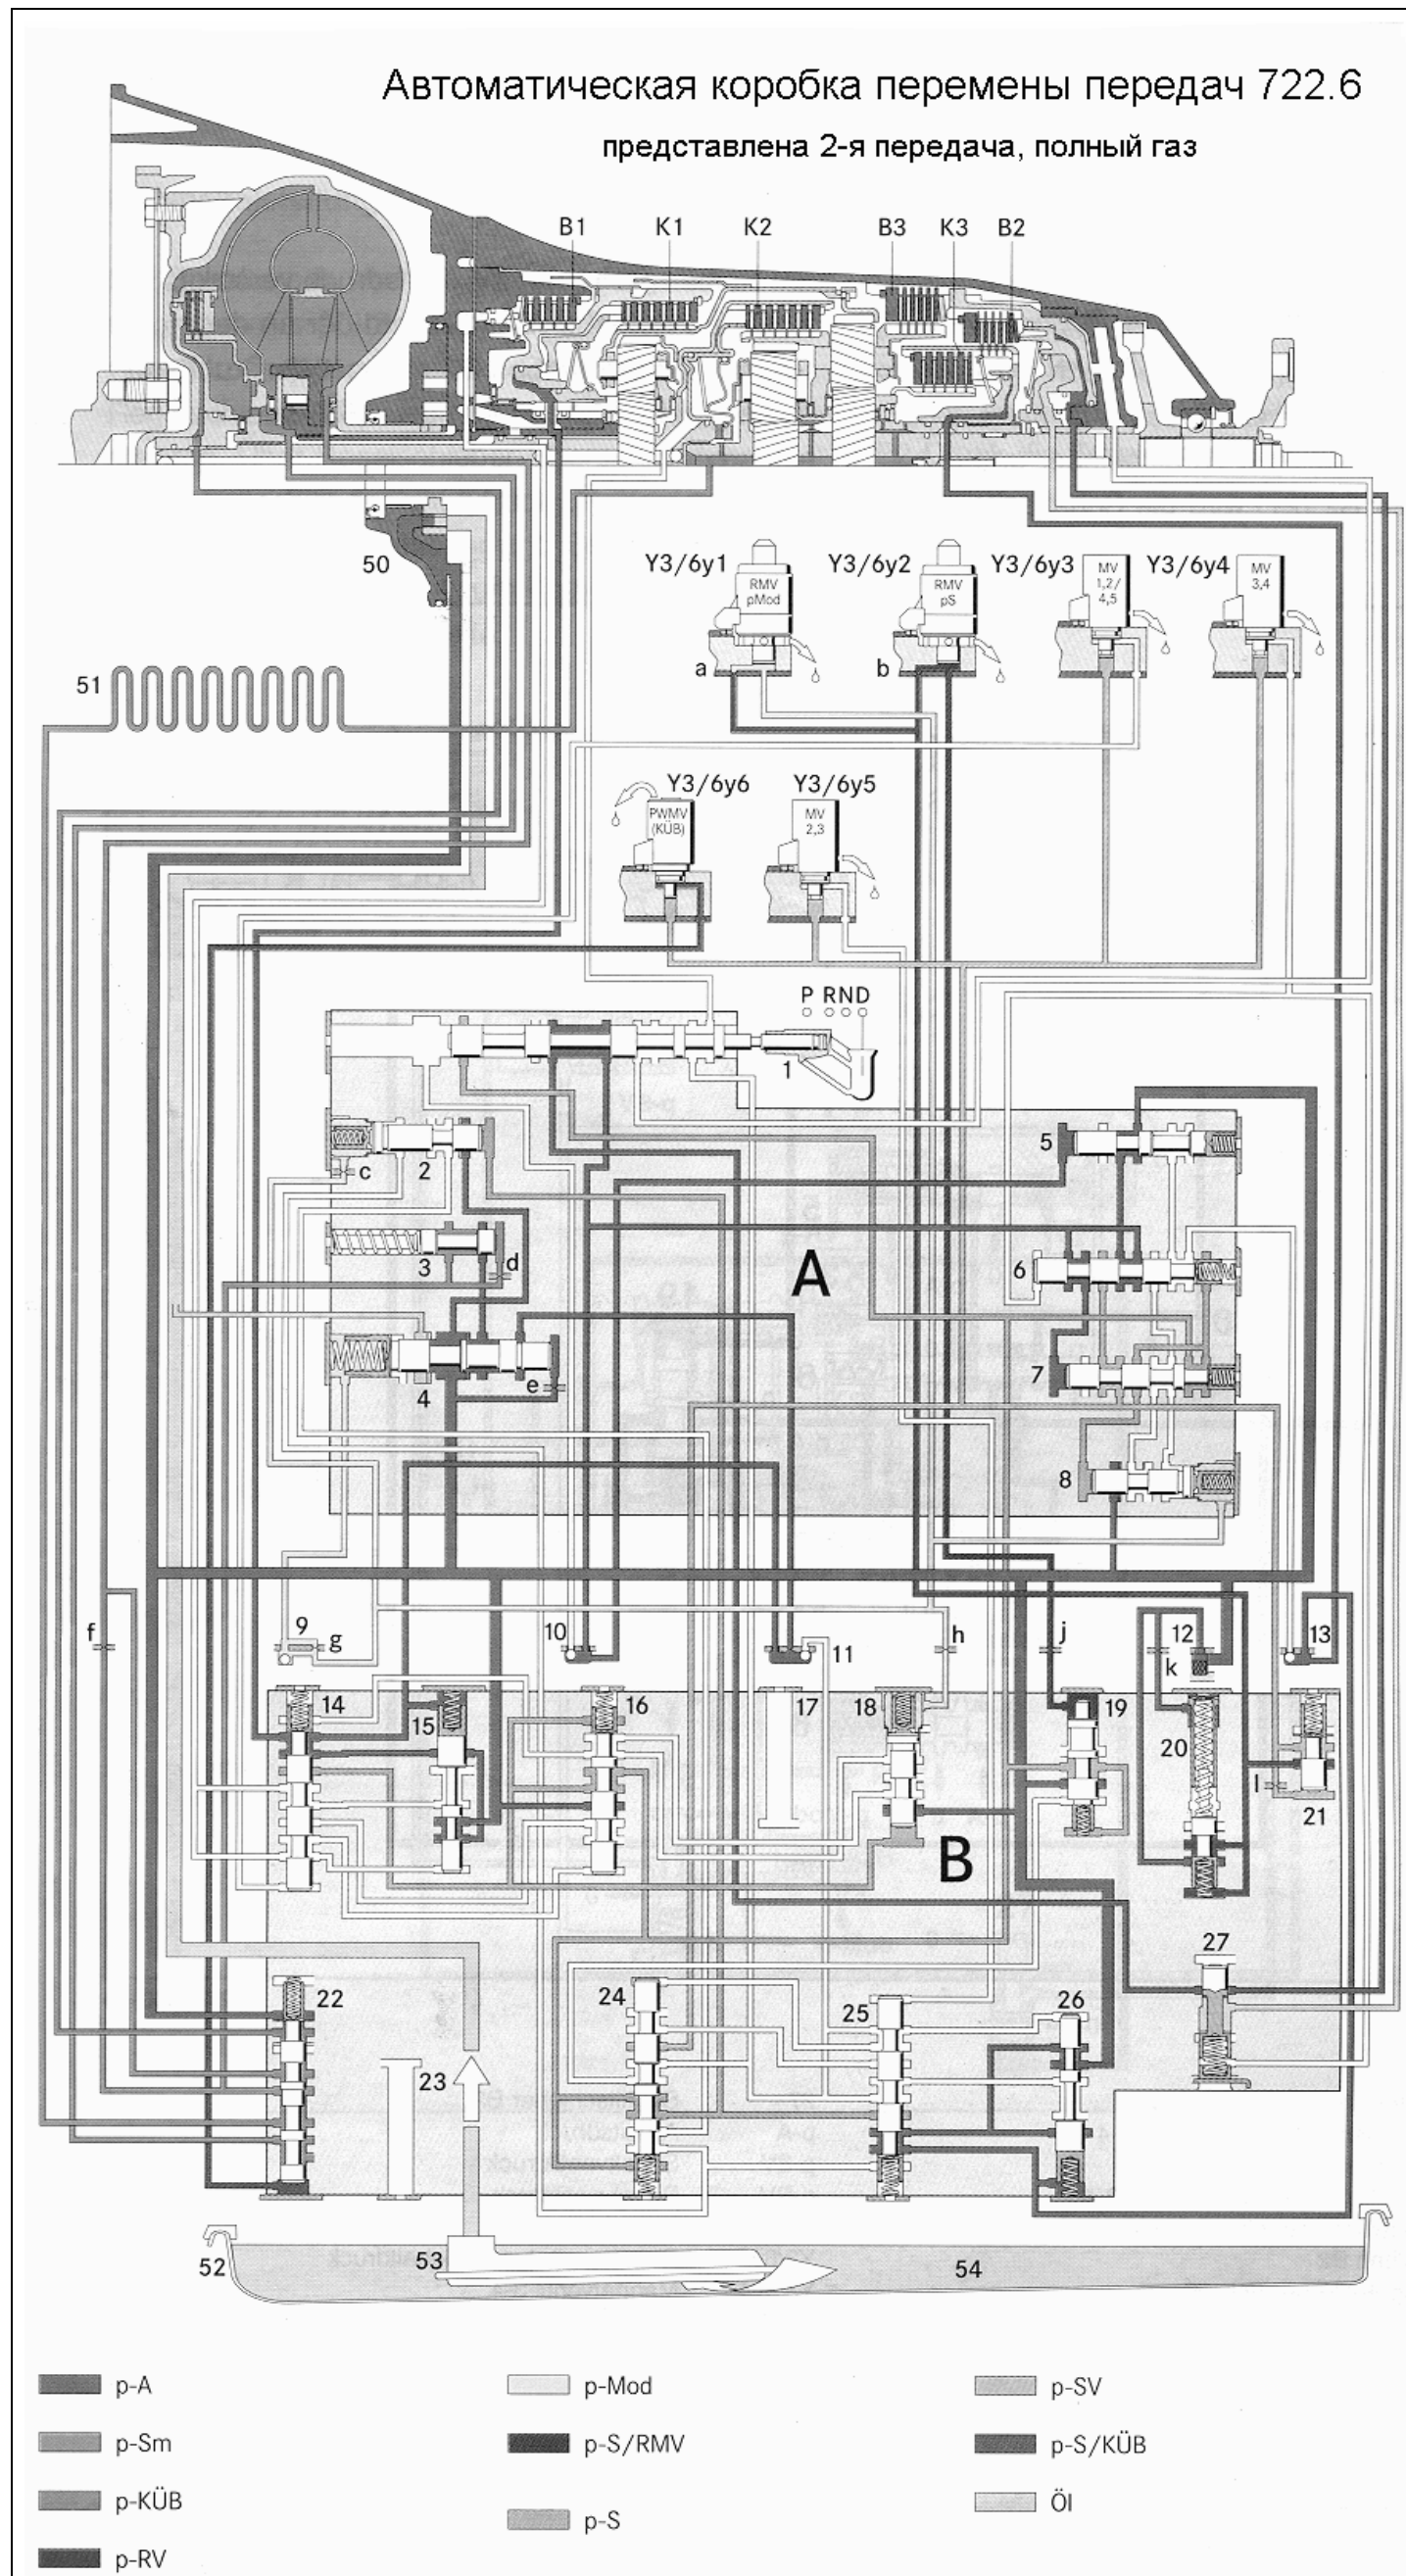 Автоматическая коробка перемены передач 722.6
представлена 2-я передача, полный газ
B1 K1 K2 B3 K3 B2
50
Y3/6y1 Y3/6y2 Y3/6y3 Y3/6y4
RMV pMod
RMV pS
MV 1,2/ 4,5
MV 3,4
a b
51
Y3/6y6 Y3/6y5
PWMV (KÜB)
MV 2,3
P RND
1
5
c 2
3 d
A
6
4 e
7
8
f 9 g 10 11 h j 12 k 13
14 15 16 17 18 19 20 l 21
B
27
22 23 24 25 26
52 53 54
p-A p-Mod p-SV
p-Sm p-S/RMV p-S/KÜB
p-KÜB p-S Öl
p-RV